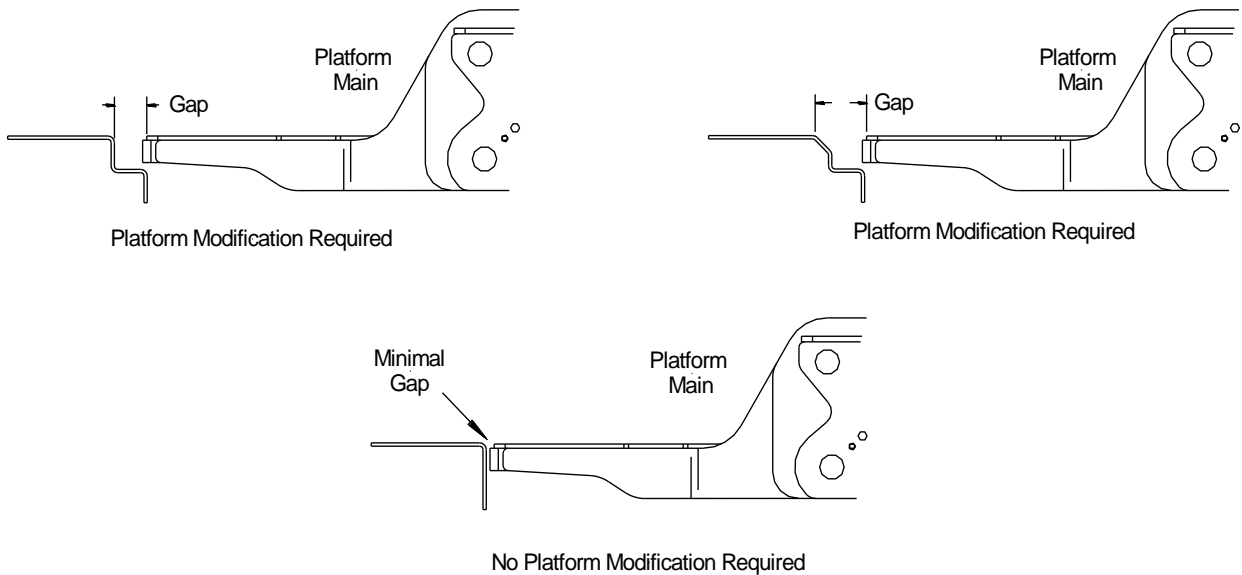 Platform
Main
Gap
Platform Modification Required
Platform
Main
Gap
Platform Modification Required
Minimal
Gap
Platform
Main
No Platform Modification Required